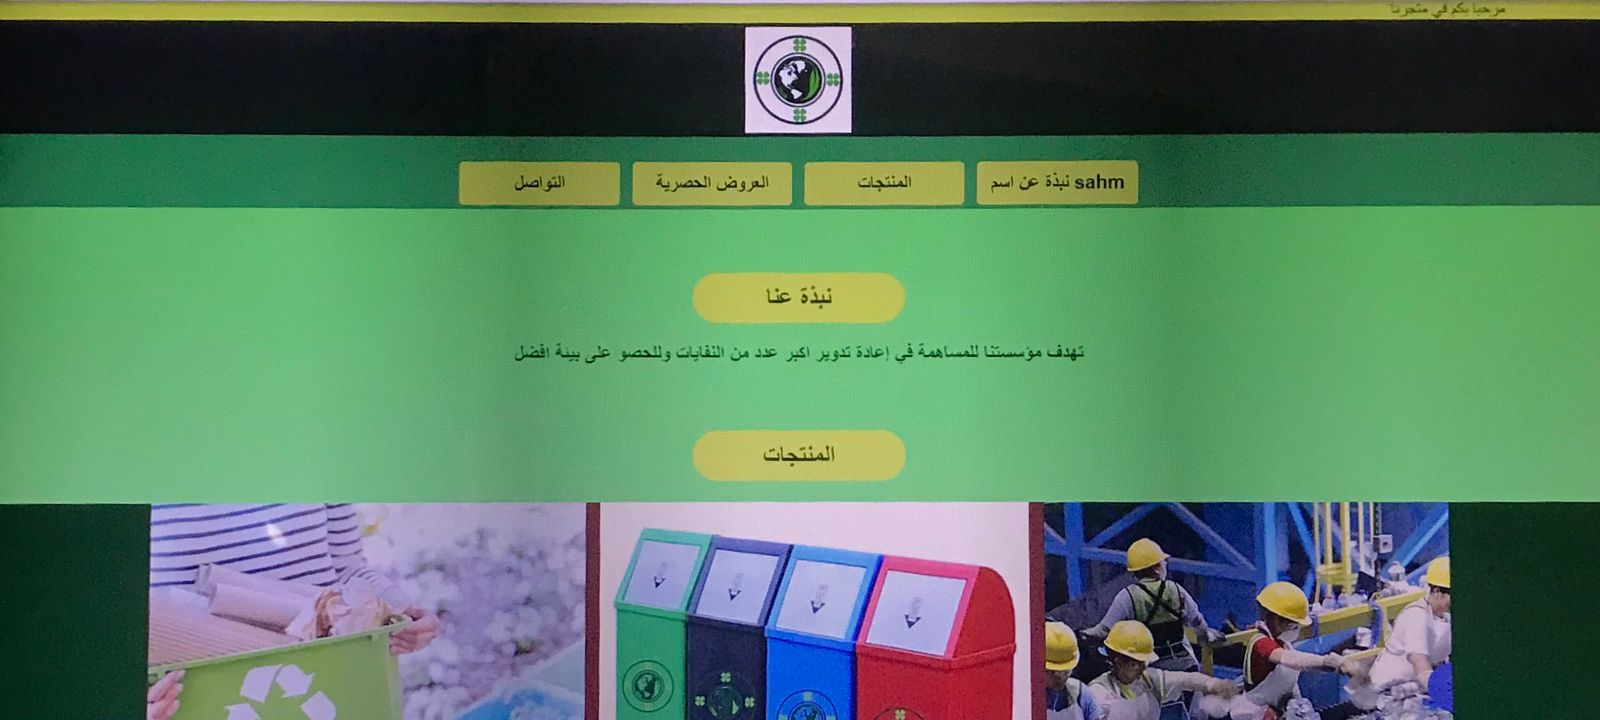 مرحبا بكم في متجرنا
نبذة عن اسم sahm
المنتجات
العروض الحصرية
التواصل
نبذة عنا
تهدف مؤسستنا للمساهمة في إعادة تدوير اكبر عدد من النفايات وللحصو على بيئة افضل
المنتجات